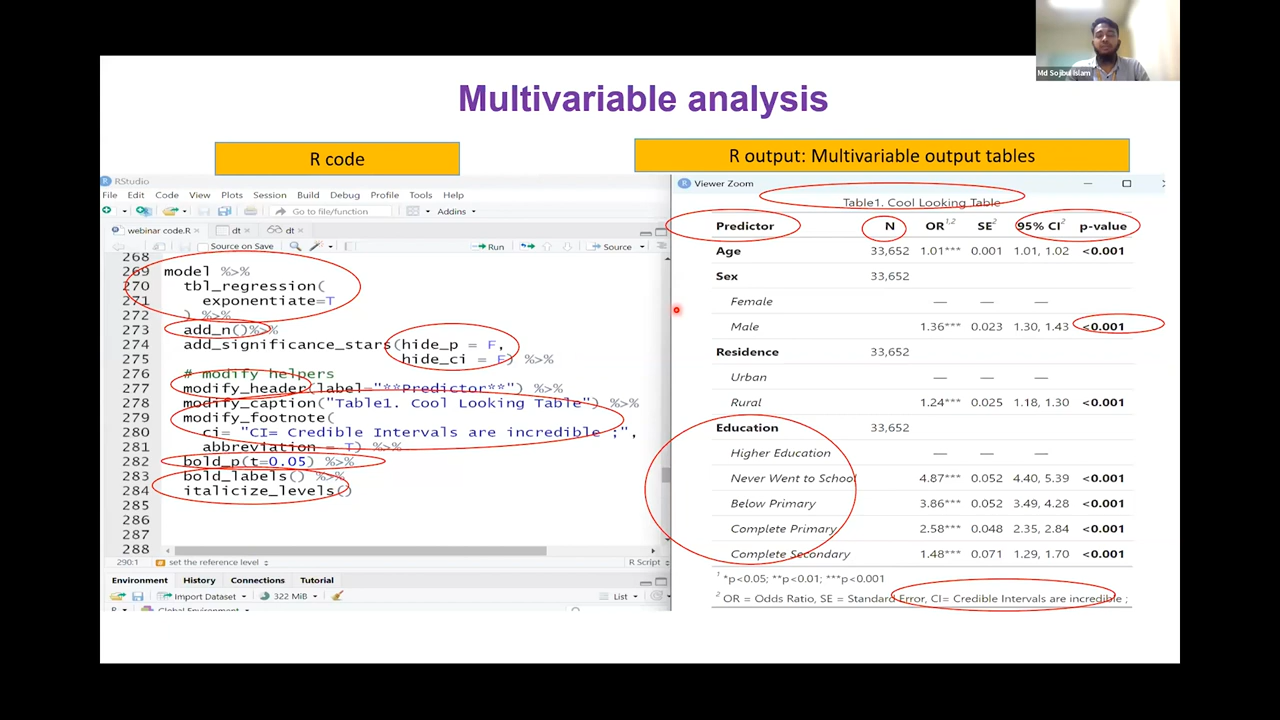 Md Sojibul Islam
Multivariable analysis
R code
R output: Multivariable output tables
RStudio
File Edit Code View Plots Session Build Debug Profile Tools Help
Go to file/function Addins
webinar code.R dt dt
Source on Save Run Source
268
269 model %>%
270 tbl_regression(
271 exponentiate=T
272 ) %>%
273 add_n()%>%
274 add_significance_stars(hide_p = F,
275 hide_ci = F) %>%
276 # modify helpers
277 modify_header(label="**Predictor**") %>%
278 modify_caption("Table1. Cool Looking Table") %>%
279 modify_footnote(
280 ci= "CI= Credible Intervals are incredible ;",
281 abbreviation = T) %>%
282 bold_p(t=0.05) %>%
283 bold_labels() %>%
284 italicize_levels()
285
286
287
288
290:1 set the reference level R Script
Environment History Connections Tutorial
Import Dataset 322 MiB List
R Global Environment
Viewer Zoom
Table1. Cool Looking Table
Predictor N OR1,2 SE2 95% CI2 p-value
Age 33,652 1.01*** 0.001 1.01, 1.02 <0.001
Sex 33,652
Female — — —
Male 1.36*** 0.023 1.30, 1.43 <0.001
Residence 33,652
Urban — — —
Rural 1.24*** 0.025 1.18, 1.30 <0.001
Education 33,652
Higher Education — — —
Never Went to School 4.87*** 0.052 4.40, 5.39 <0.001
Below Primary 3.86*** 0.052 3.49, 4.28 <0.001
Complete Primary 2.58*** 0.048 2.35, 2.84 <0.001
Complete Secondary 1.48*** 0.071 1.29, 1.70 <0.001
1 *p<0.05; **p<0.01; ***p<0.001
2 OR = Odds Ratio, SE = Standard Error, CI= Credible Intervals are incredible ;